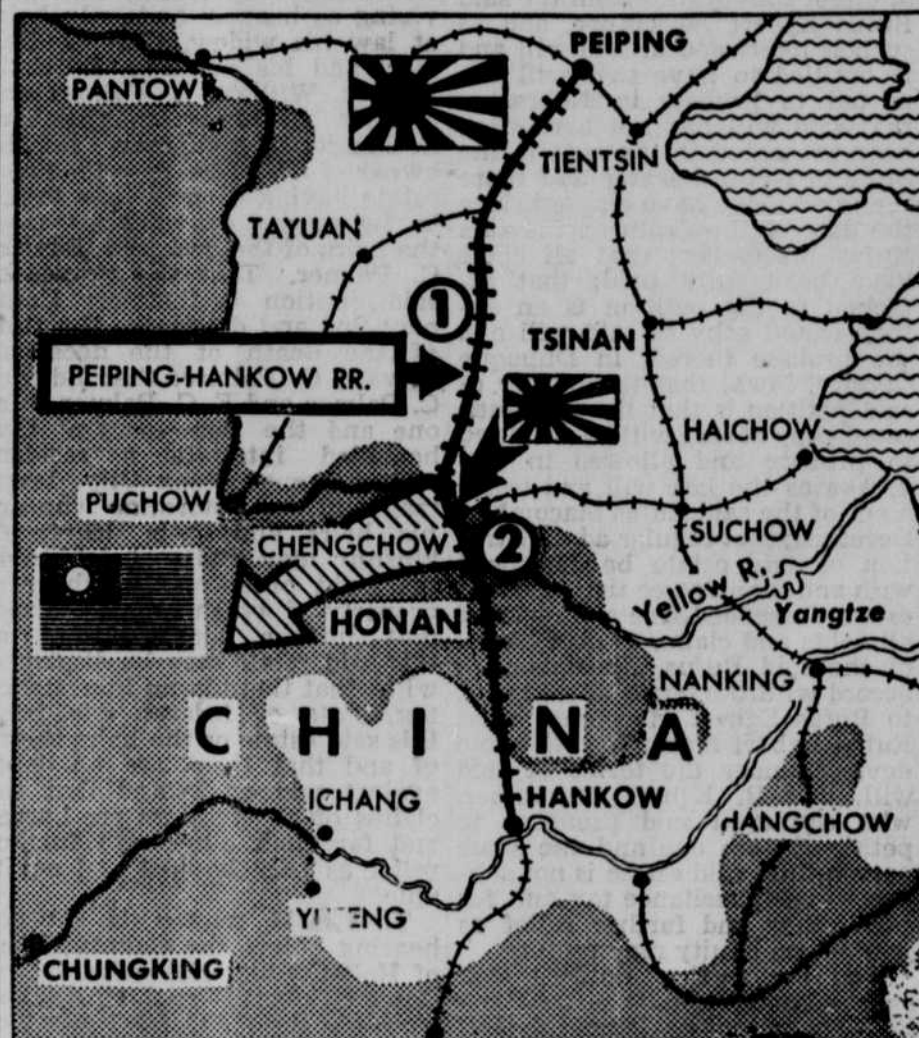 PEIPING
PANTOW
TIENTSIN
TAYUAN
1
TSINAN
PEIPING-HANKOW RR.
HAICHOW
PUCHOW
SUCHOW
CHENGCHOW
2
Yellow R.
Yangtze
HONAN
NANKING
CHINA
ICHANG
HANKOW
HANGCHOW
CHUNGKING